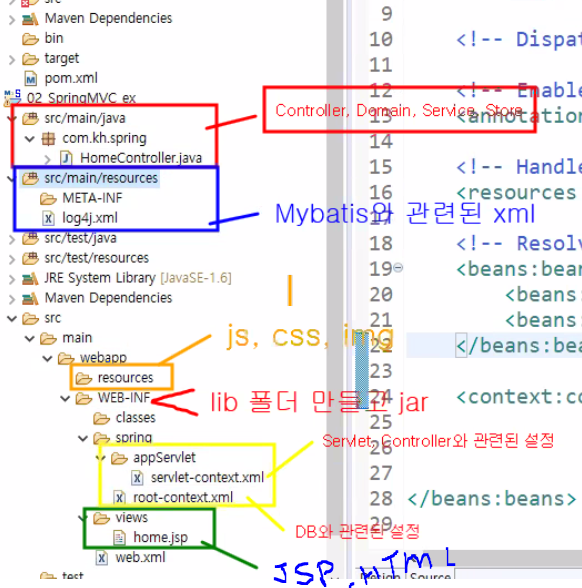 Maven Dependencies
bin
target
pom.xml
02_SpringMVC_ex
src/main/java
com.kh.spring
HomeController.java
src/main/resources
META-INF
log4j.xml
src/test/java
src/test/resources
JRE System Library [JavaSE-1.6]
Maven Dependencies
src
main
webapp
resources
WEB-INF
classes
spring
appServlet
servlet-context.xml
root-context.xml
views
home.jsp
web.xml
test
Controller, Domain, Service, Store
Mybatis와 관련된 xml
js, css, img
lib 폴더 만들고 jar
Servlet, Controller와 관련된 설정
DB와 관련된 설정
JSP, HTML
9
10 <!-- Dispat
11
12 <!-- Enable
13 <annotation
14
15 <!-- Handle
16 <resources
17
18 <!-- Resolv
19 <beans:bean
20 <beans:
21 <beans:
22 </beans:bea
23
24 <context:co
25
26
27
28 </beans:beans>
29
Source